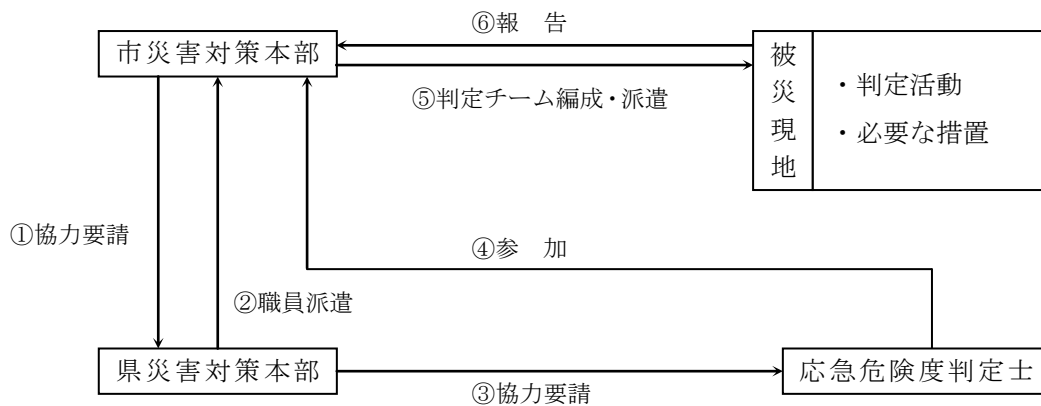 ⑥報　告
市災害対策本部
⑤判定チーム編成・派遣
被災現地
・判定活動
・必要な措置
①協力要請
④参　加
②職員派遣
県災害対策本部
③協力要請
応急危険度判定士